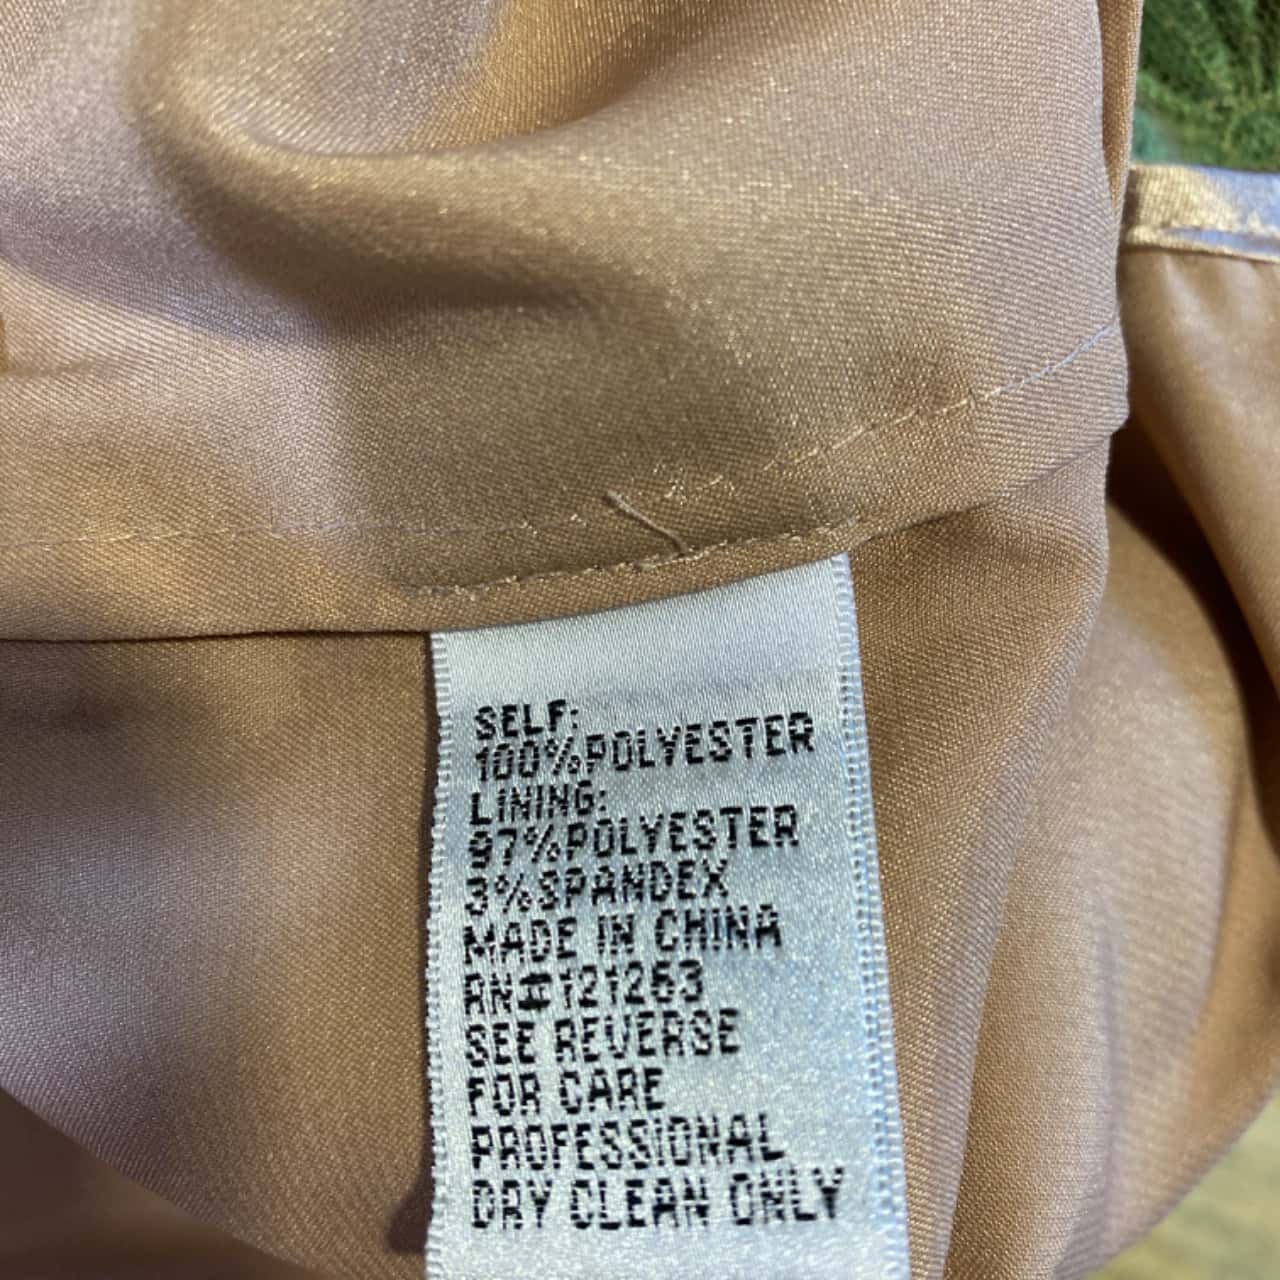 SELF:
100%POLYESTER
LINING:
97%POLYESTER
3%SPANDEX
MADE IN CHINA
RN#121263
SEE REVERSE
FOR CARE
PROFESSIONAL
DRY CLEAN ONLY